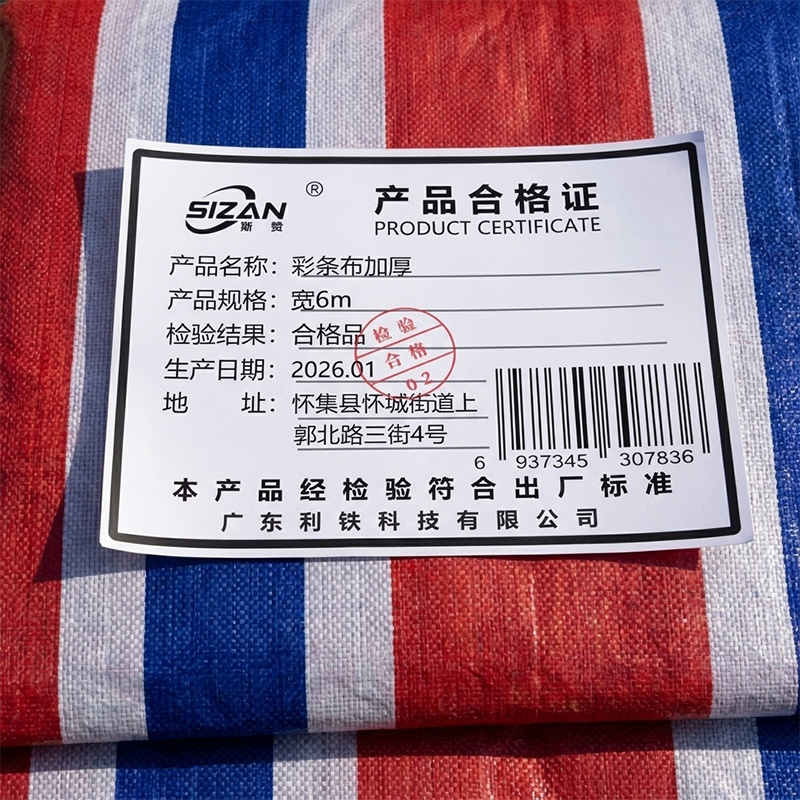 SIZAN ®
斯赞
产品合格证
PRODUCT CERTIFICATE
产品名称：彩条布加厚
产品规格：宽6m
检验结果：合格品
生产日期：2026.01
地 址：怀集县怀城街道上
郭北路三街4号
检验
合格
02
6 937345 307836
本产品经检验符合出厂标准
广东利铁科技有限公司